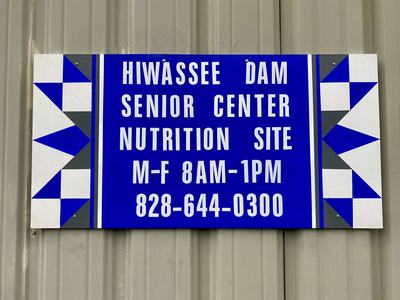 HIWASSEE DAM
SENIOR CENTER
NUTRITION SITE
M-F 8AM-1PM
828-644-0300